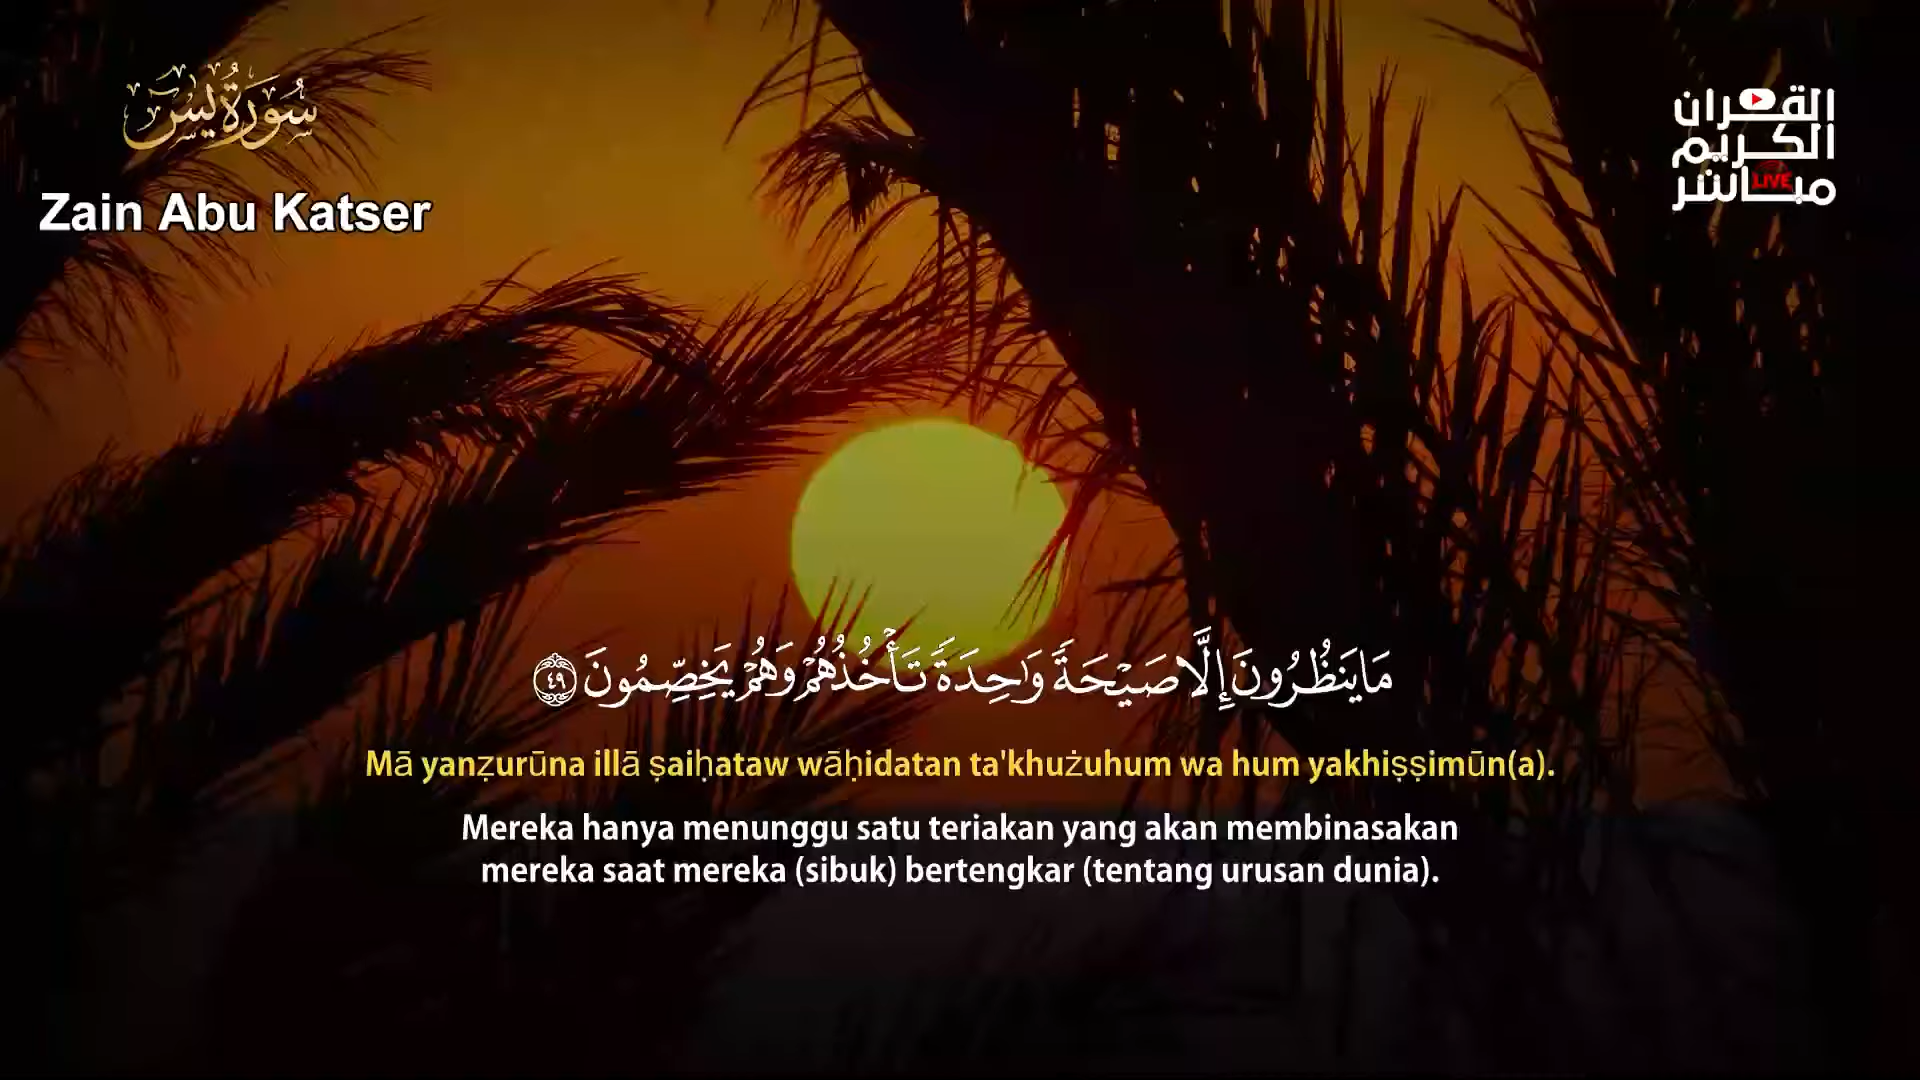 سُورَةُ يس
Zain Abu Katser
القرآن
الكريم
مباشر
LIVE
مَا يَنظُرُونَ إِلَّا صَيْحَةً وَٰحِدَةً تَأْخُذُهُمْ وَهُمْ يَخِصِّمُونَ ٤٩
Mā yanẓurūna illā ṣaiḥataw wāḥidatan ta'khużuhum wa hum yakhiṣṣimūn(a).
Mereka hanya menunggu satu teriakan yang akan membinasakan
mereka saat mereka (sibuk) bertengkar (tentang urusan dunia).